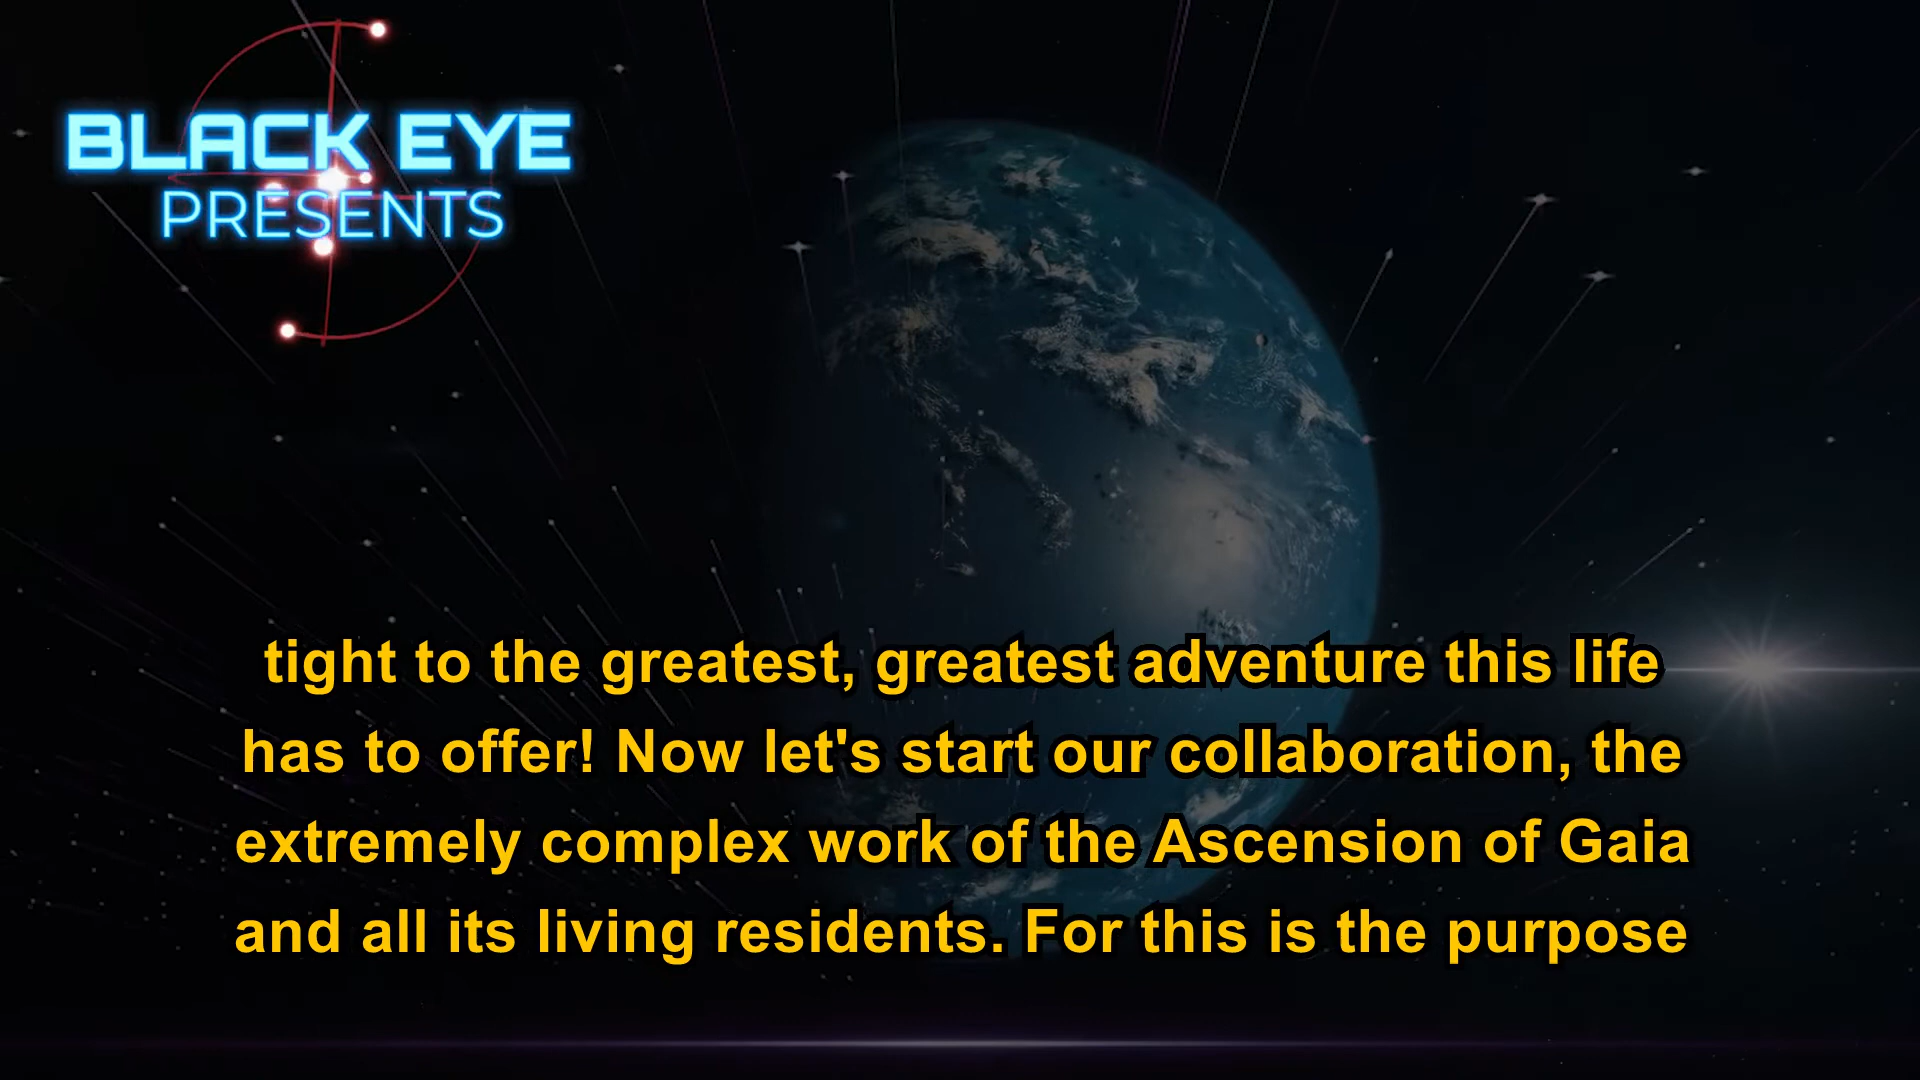 BLACK EYE
PRESENTS
tight to the greatest, greatest adventure this life
has to offer! Now let's start our collaboration, the
extremely complex work of the Ascension of Gaia
and all its living residents. For this is the purpose